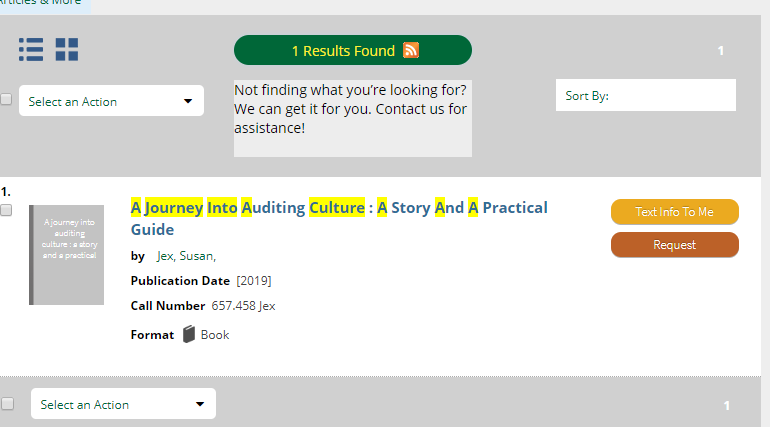 Articles & More
1 Results Found
1
Select an Action
Not finding what you’re looking for?
We can get it for you. Contact us for
assistance!
Sort By:
1.
A journey into
auditing
culture : a story
and a practical
A Journey Into Auditing Culture : A Story And A Practical
Guide
by Jex, Susan,
Publication Date [2019]
Call Number 657.458 Jex
Format Book
Text Info To Me
Request
Select an Action
1